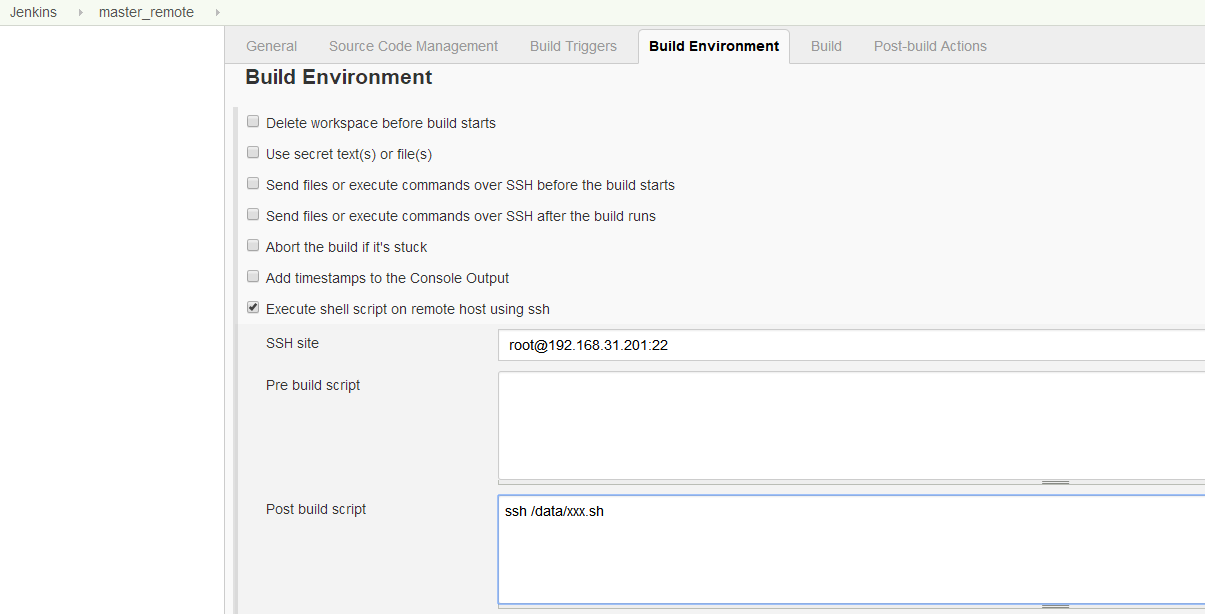 Jenkins master_remote
General Source Code Management Build Triggers Build Environment Build Post-build Actions
Build Environment
Delete workspace before build starts
Use secret text(s) or file(s)
Send files or execute commands over SSH before the build starts
Send files or execute commands over SSH after the build runs
Abort the build if it's stuck
Add timestamps to the Console Output
Execute shell script on remote host using ssh
SSH site root@192.168.31.201:22
Pre build script
Post build script ssh /data/xxx.sh